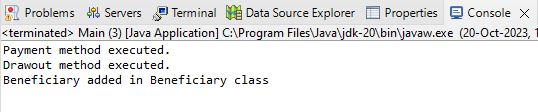 Problems Servers Terminal Data Source Explorer Properties Console
<terminated> Main (3) [Java Application] C:\Program Files\Java\jdk-20\bin\javaw.exe (20-Oct-2023, 1
Payment method executed.
Drawout method executed.
Beneficiary added in Beneficiary class